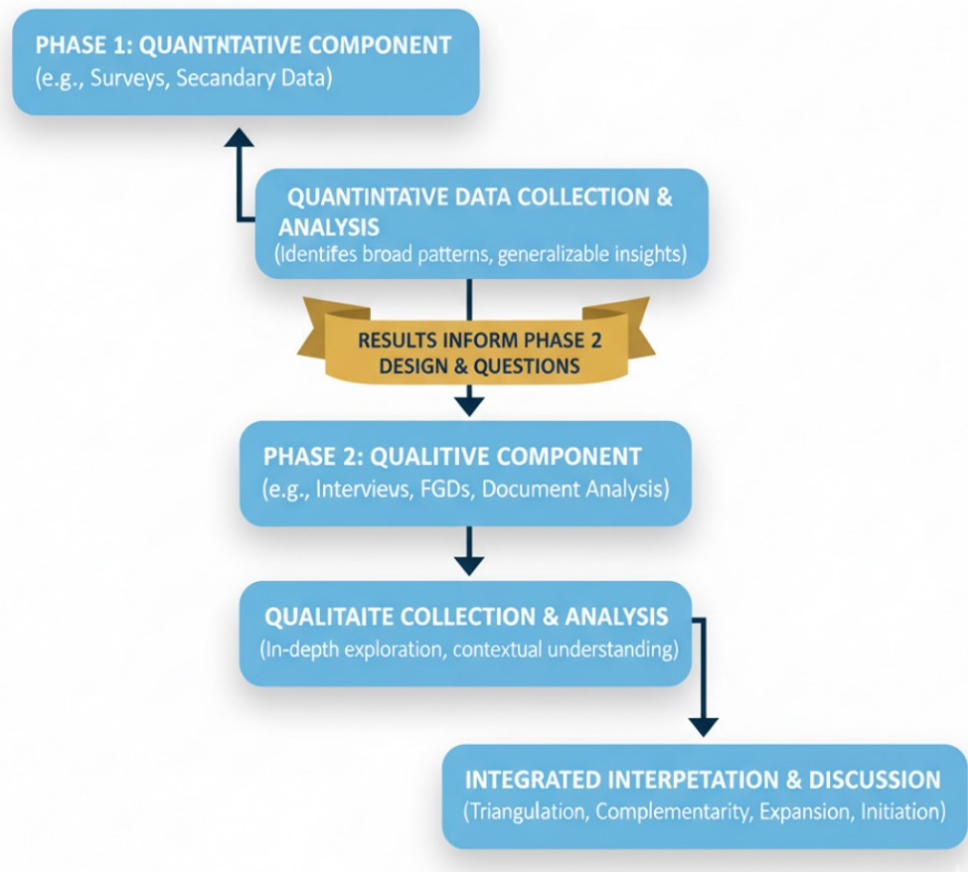 PHASE 1: QUANTNTATIVE COMPONENT
(e.g., Surveys, Secandary Data)
QUANTINTATIVE DATA COLLECTION &
ANALYSIS
(Identifes broad patterns, generalizable insights)
RESULTS INFORM PHASE 2
DESIGN & QUESTIONS
PHASE 2: QUALITIVE COMPONENT
(e.g., Intervieus, FGDs, Document Analysis)
QUALITAITE COLLECTION & ANALYSIS
(In-depth exploration, contextual understanding)
INTEGRATED INTERPETATION & DISCUSSION
(Triangulation, Complementarity, Expansion, Initiation)